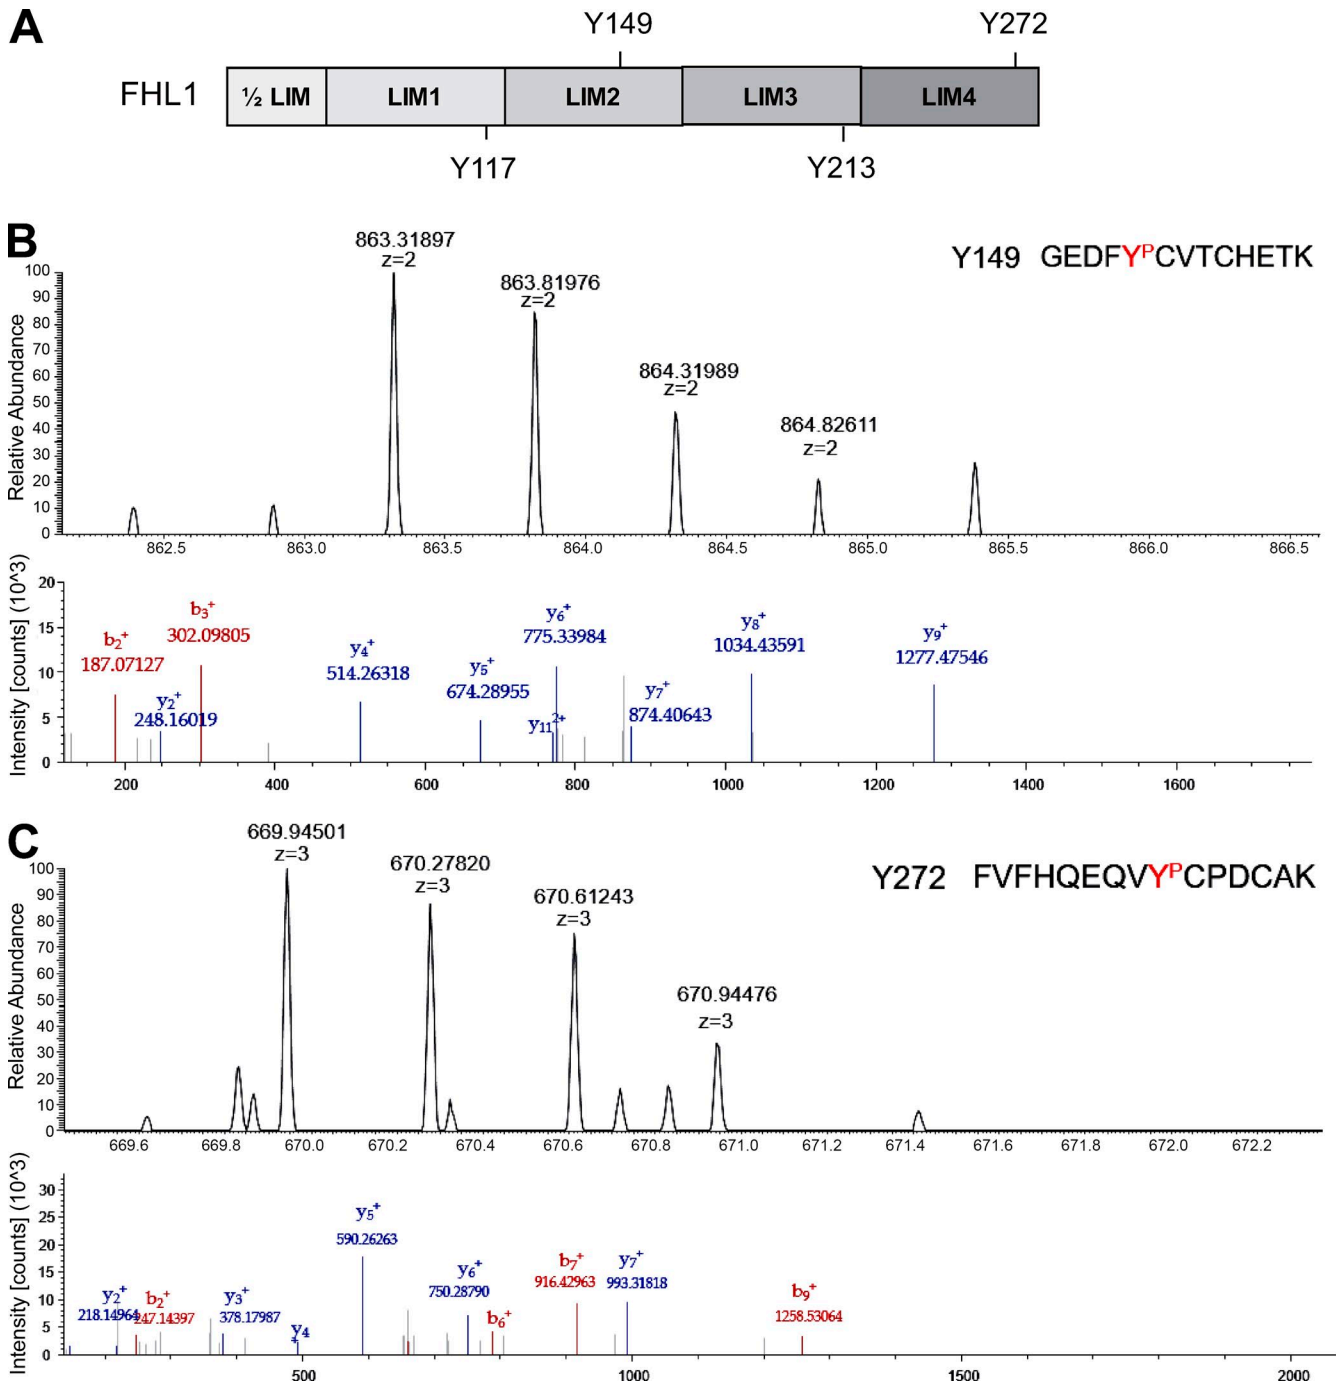 A
Y149
Y272
FHL1
½ LIM
LIM1
LIM2
LIM3
LIM4
Y117
Y213
B
Y149 GEDFYᴾCVTCHETK
Relative Abundance
100
90
80
70
60
50
40
30
20
10
0
863.31897
z=2
863.81976
z=2
864.31989
z=2
864.82611
z=2
862.5 863.0 863.5 864.0 864.5 865.0 865.5 866.0 866.5
Intensity [counts] (10^3)
20
15
10
5
0
b₂⁺
187.07127
y₂⁺
248.16019
b₃⁺
302.09805
y₄⁺
514.26318
y₅⁺
674.28955
y₆⁺
775.33984
y₁₁²⁺
y₇⁺
874.40643
y₈⁺
1034.43591
y₉⁺
1277.47546
200 400 600 800 1000 1200 1400 1600
C
Y272 FVFHQEQVYᴾCPDCAK
Relative Abundance
100
90
80
70
60
50
40
30
20
10
0
669.94501
z=3
670.27820
z=3
670.61243
z=3
670.94476
z=3
669.6 669.8 670.0 670.2 670.4 670.6 670.8 671.0 671.2 671.4 671.6 671.8 672.0 672.2
Intensity [counts] (10^3)
30
25
20
15
10
5
0
y₂⁺
218.14964
b₂⁺
247.14397
y₃⁺
378.17987
y₄⁺
y₅⁺
590.26263
y₆⁺
750.28790
b₆⁺
b₇⁺
916.42963
y₇⁺
993.31818
b₉⁺
1258.53064
500 1000 1500 2000